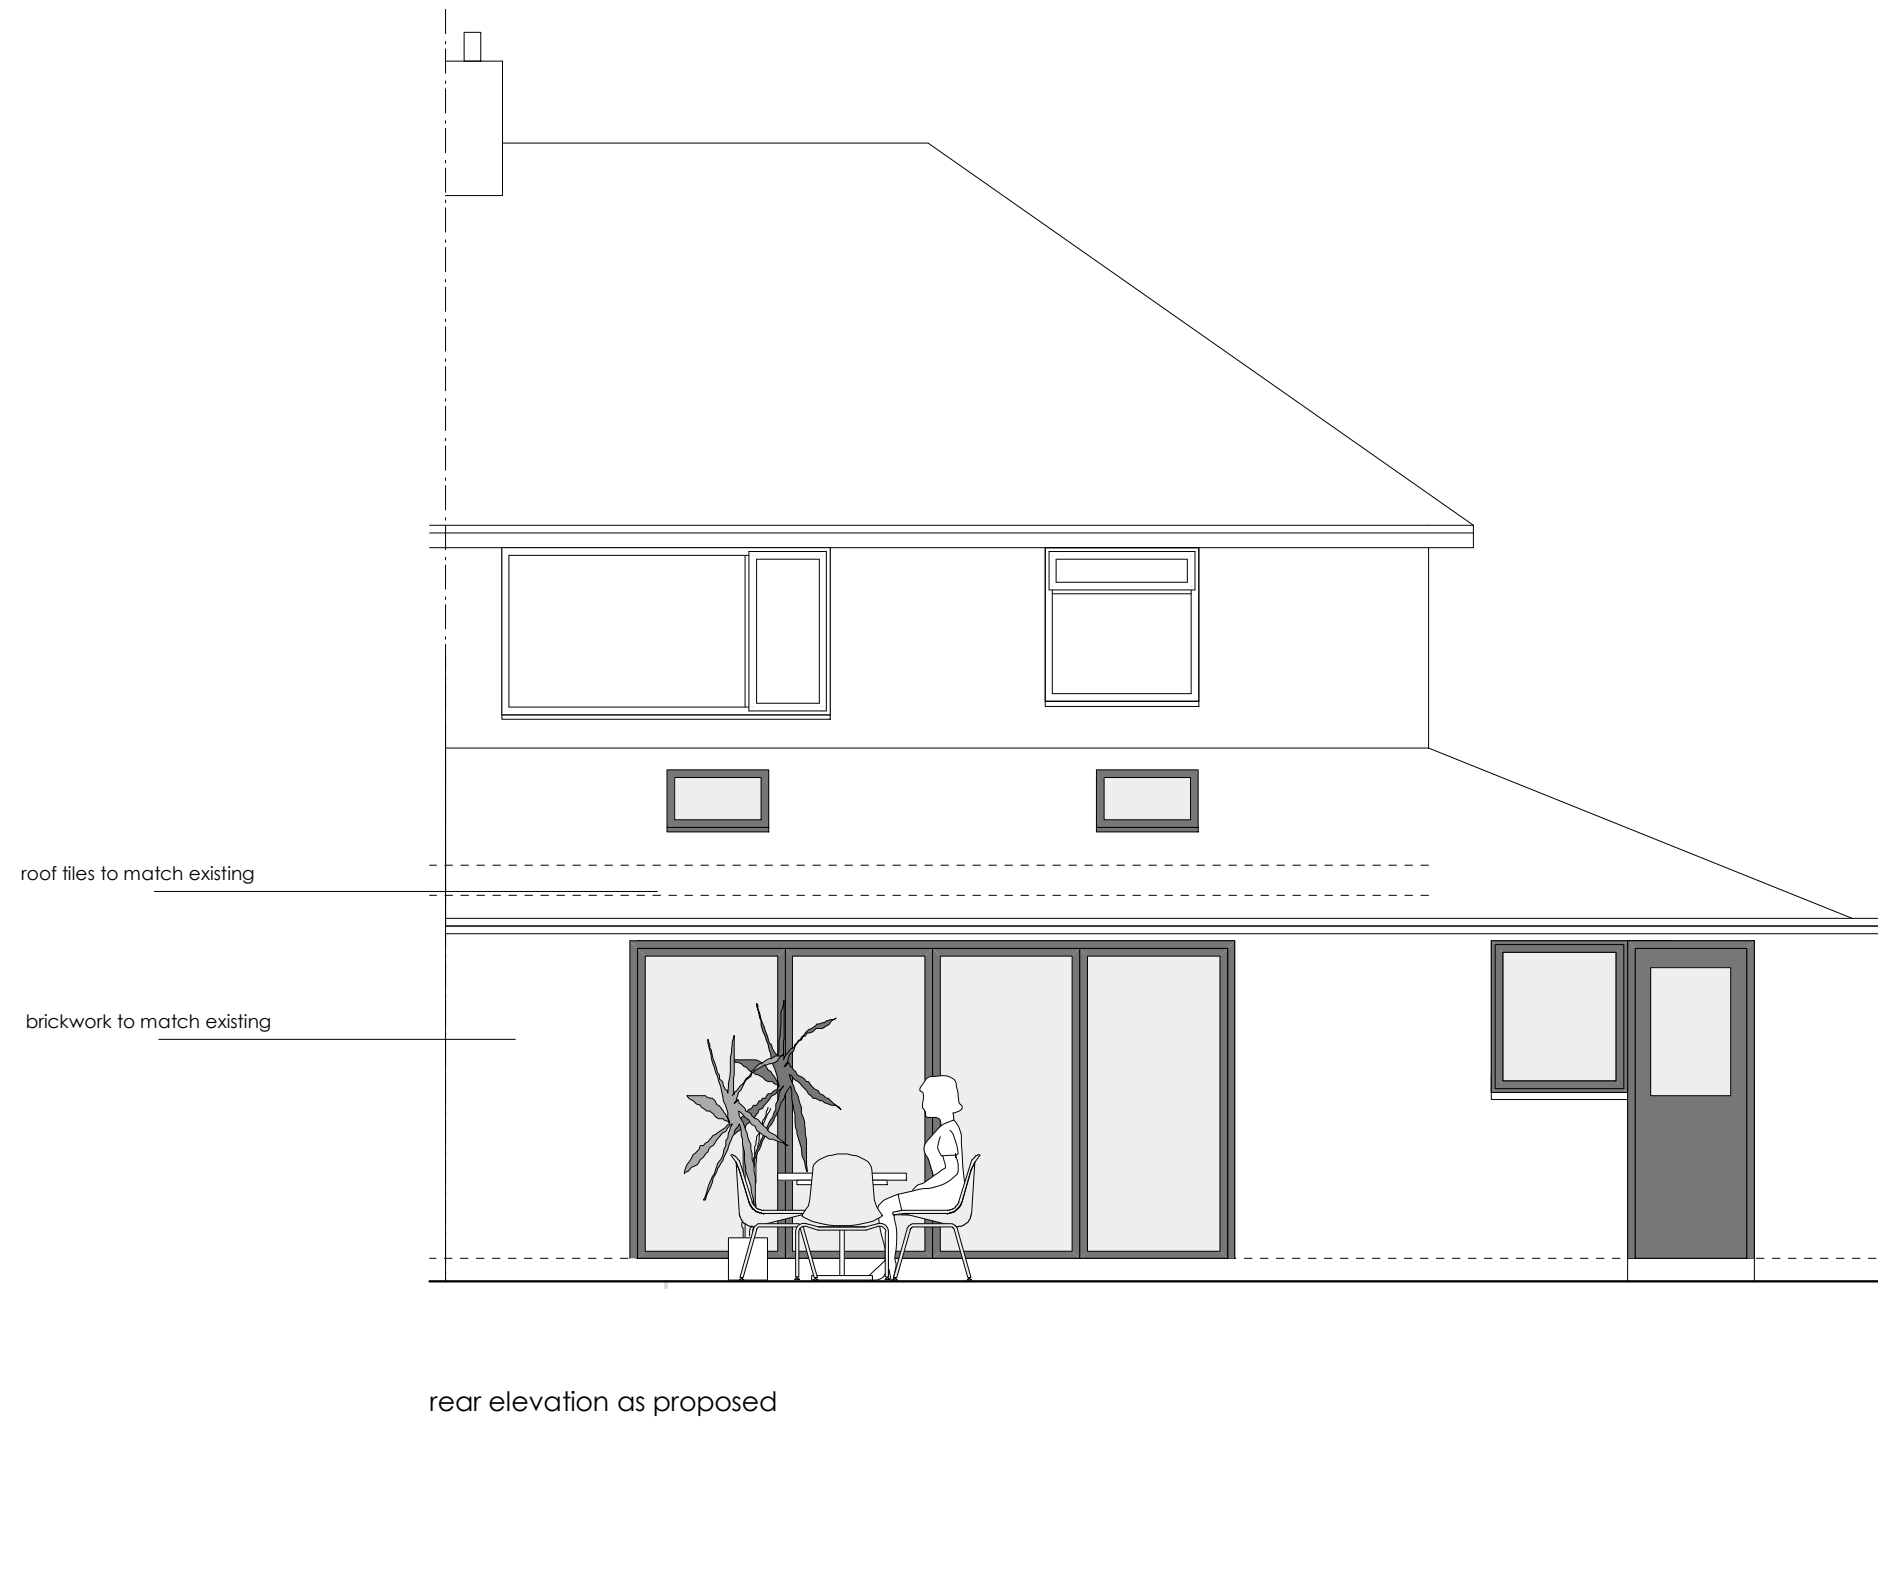 roof tiles to match existing
brickwork to match existing
rear elevation as proposed